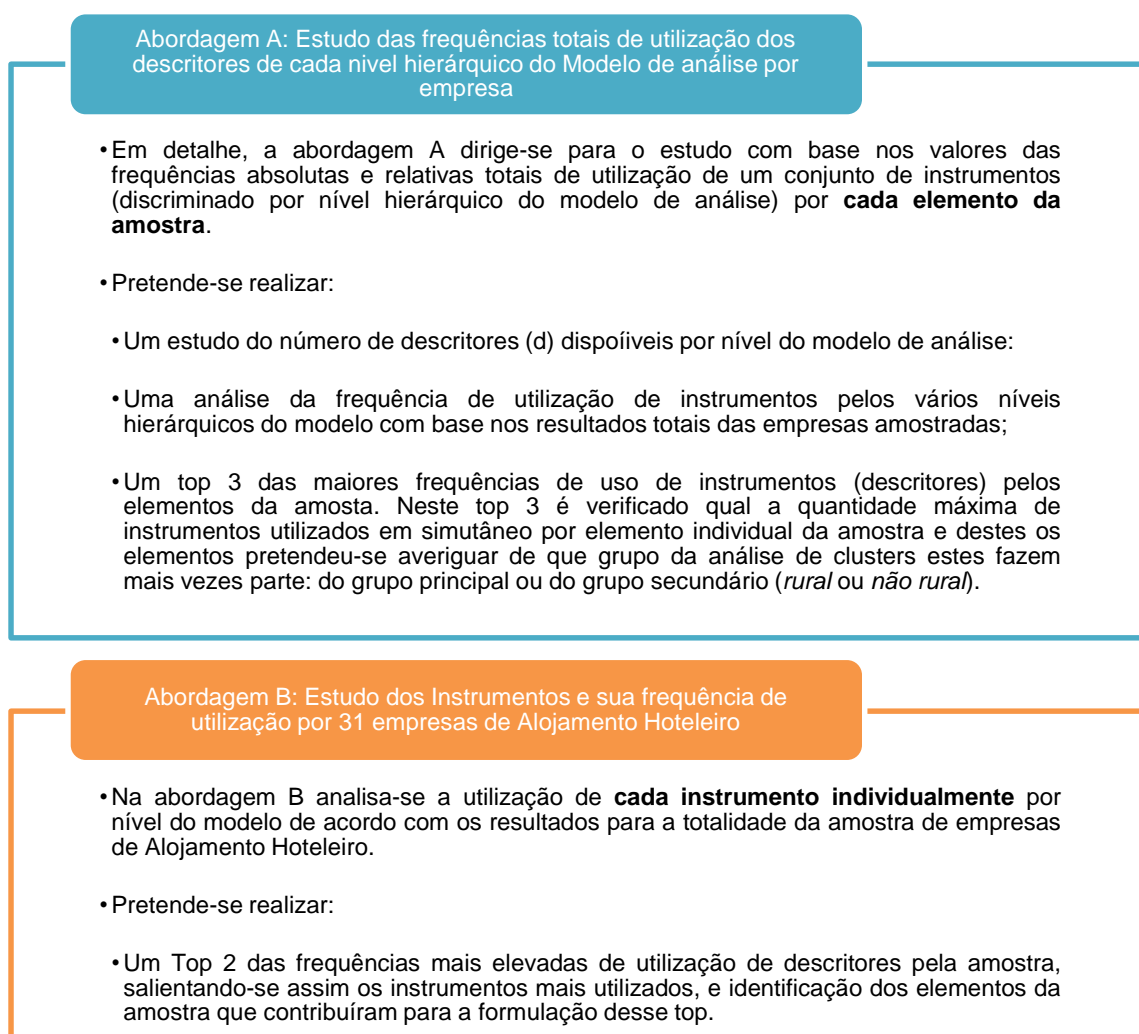 Abordagem A: Estudo das frequências totais de utilização dos
descritores de cada nivel hierárquico do Modelo de análise por
empresa
•Em detalhe, a abordagem A dirige-se para o estudo com base nos valores das
frequências absolutas e relativas totais de utilização de um conjunto de instrumentos
(discriminado por nível hierárquico do modelo de análise) por cada elemento da
amostra.
•Pretende-se realizar:
•Um estudo do número de descritores (d) dispoíiveis por nível do modelo de análise:
•Uma análise da frequência de utilização de instrumentos pelos vários níveis
hierárquicos do modelo com base nos resultados totais das empresas amostradas;
•Um top 3 das maiores frequências de uso de instrumentos (descritores) pelos
elementos da amosta. Neste top 3 é verificado qual a quantidade máxima de
instrumentos utilizados em simutâneo por elemento individual da amostra e destes os
elementos pretendeu-se averiguar de que grupo da análise de clusters estes fazem
mais vezes parte: do grupo principal ou do grupo secundário (rural ou não rural).
Abordagem B: Estudo dos Instrumentos e sua frequência de
utilização por 31 empresas de Alojamento Hoteleiro
•Na abordagem B analisa-se a utilização de cada instrumento individualmente por
nível do modelo de acordo com os resultados para a totalidade da amostra de empresas
de Alojamento Hoteleiro.
•Pretende-se realizar:
•Um Top 2 das frequências mais elevadas de utilização de descritores pela amostra,
salientando-se assim os instrumentos mais utilizados, e identificação dos elementos da
amostra que contribuíram para a formulação desse top.